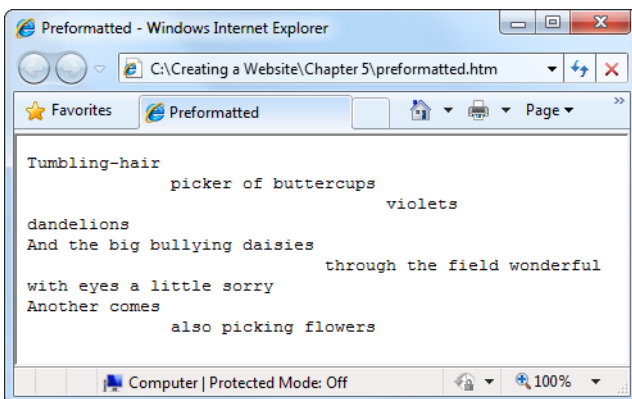 Preformatted - Windows Internet Explorer
C:\Creating a Website\Chapter 5\preformatted.htm
Favorites Preformatted Page
Tumbling-hair
picker of buttercups
violets
dandelions
And the big bullying daisies
through the field wonderful
with eyes a little sorry
Another comes
also picking flowers
Computer | Protected Mode: Off 100%